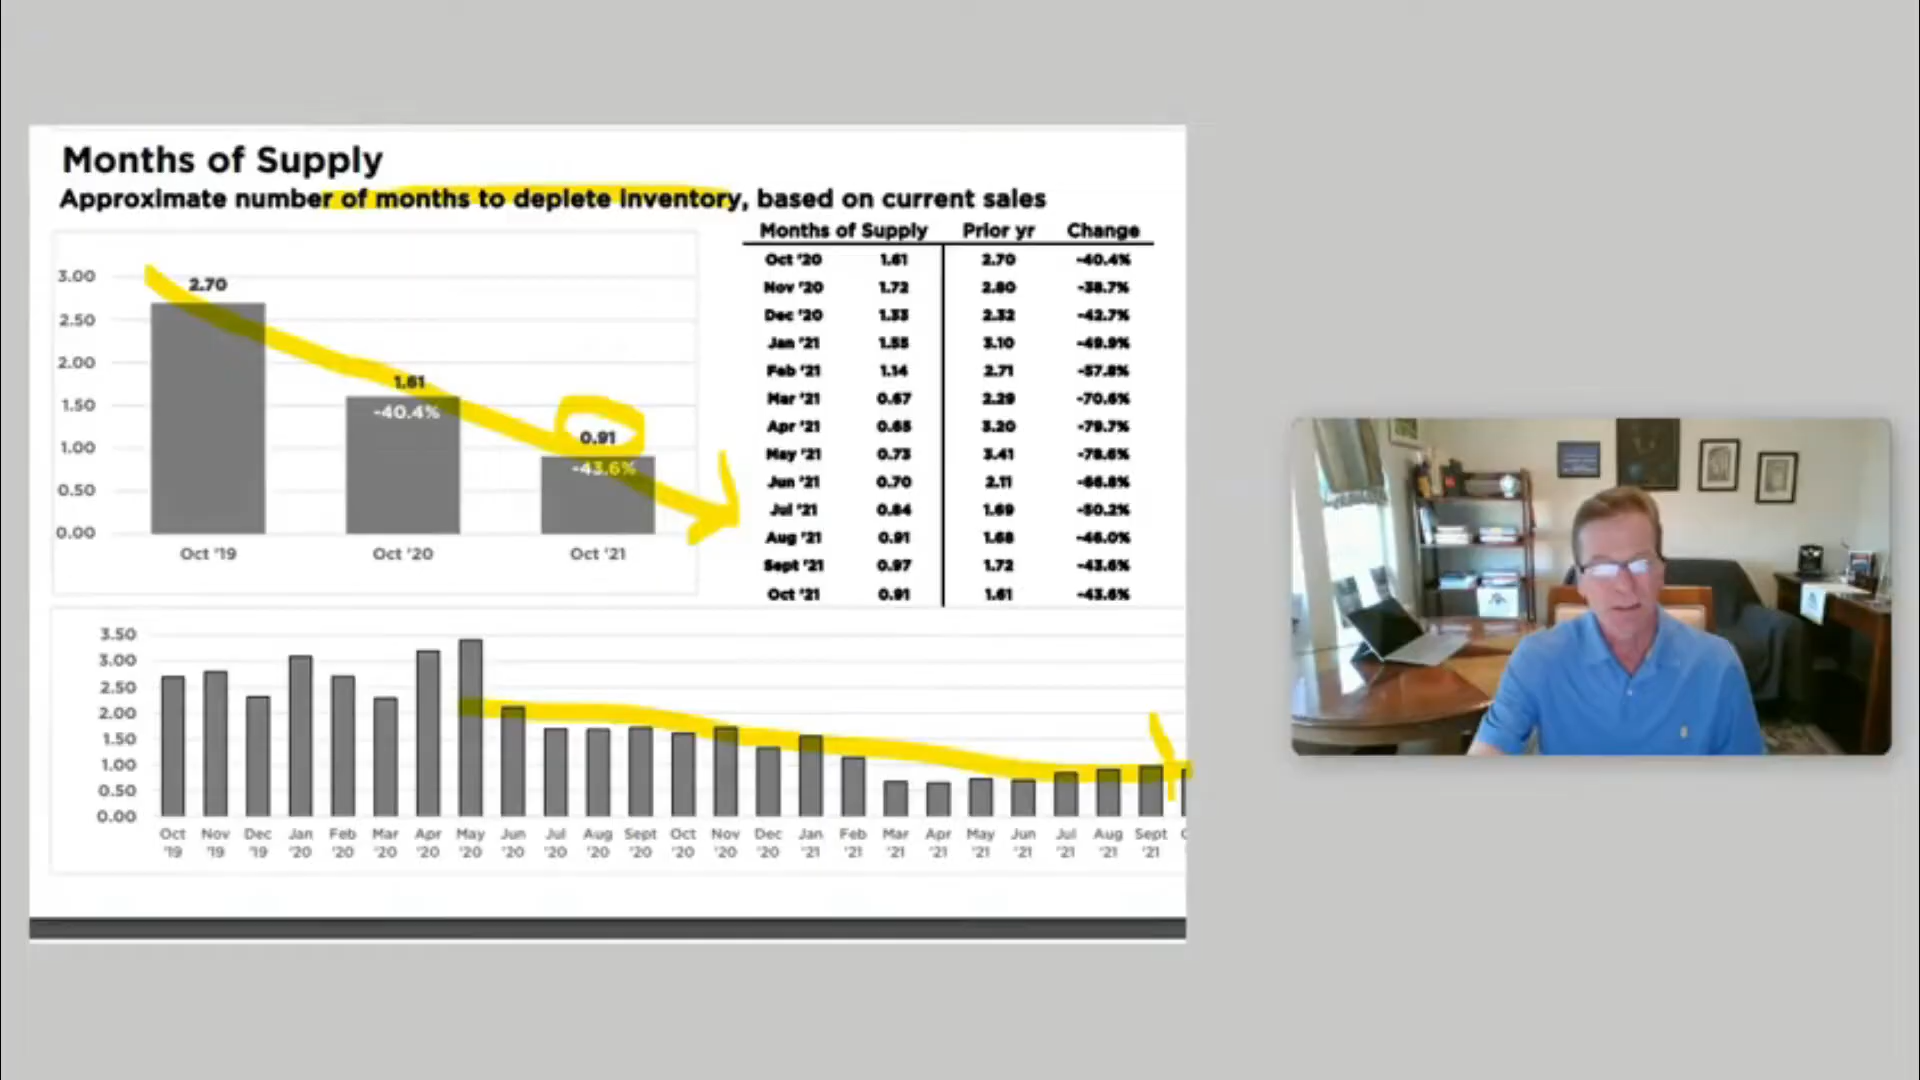 Months of Supply
Approximate number of months to deplete inventory, based on current sales
3.00
2.50
2.00
1.50
1.00
0.50
0.00
2.70
1.61
-40.4%
0.91
-43.6%
Oct '19 Oct '20 Oct '21
Months of Supply Prior yr Change
Oct '20 1.61 2.70 -40.4%
Nov '20 1.72 2.80 -38.7%
Dec '20 1.33 2.32 -42.7%
Jan '21 1.55 3.10 -49.9%
Feb '21 1.14 2.71 -57.8%
Mar '21 0.67 2.29 -70.6%
Apr '21 0.65 3.20 -79.7%
May '21 0.73 3.41 -78.6%
Jun '21 0.70 2.11 -66.8%
Jul '21 0.84 1.69 -50.2%
Aug '21 0.91 1.68 -46.0%
Sept '21 0.97 1.72 -43.6%
Oct '21 0.91 1.61 -43.6%
3.50
3.00
2.50
2.00
1.50
1.00
0.50
0.00
Oct Nov Dec Jan Feb Mar Apr May Jun Jul Aug Sept Oct Nov Dec Jan Feb Mar Apr May Jun Jul Aug Sept
'19 '19 '19 '20 '20 '20 '20 '20 '20 '20 '20 '20 '20 '20 '20 '21 '21 '21 '21 '21 '21 '21 '21 '21